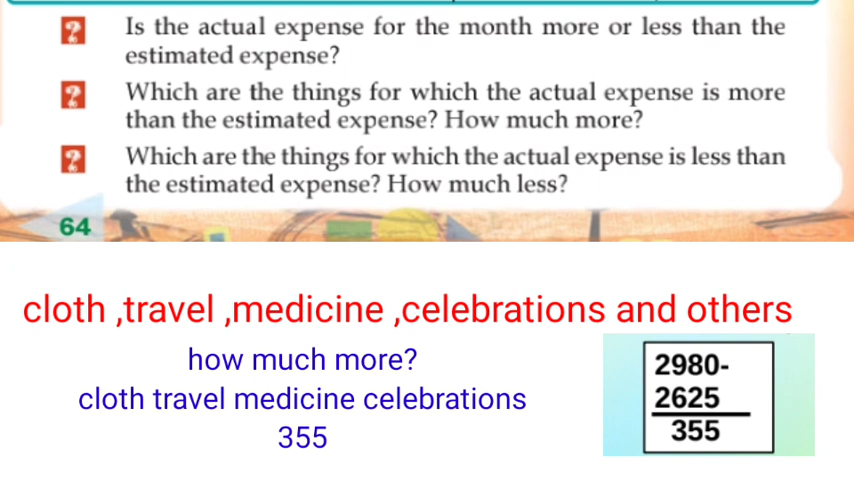 Is the actual expense for the month more or less than the
estimated expense?
Which are the things for which the actual expense is more
than the estimated expense? How much more?
Which are the things for which the actual expense is less than
the estimated expense? How much less?
64
cloth ,travel ,medicine ,celebrations and others
how much more?
cloth travel medicine celebrations
355
2980-
2625
355